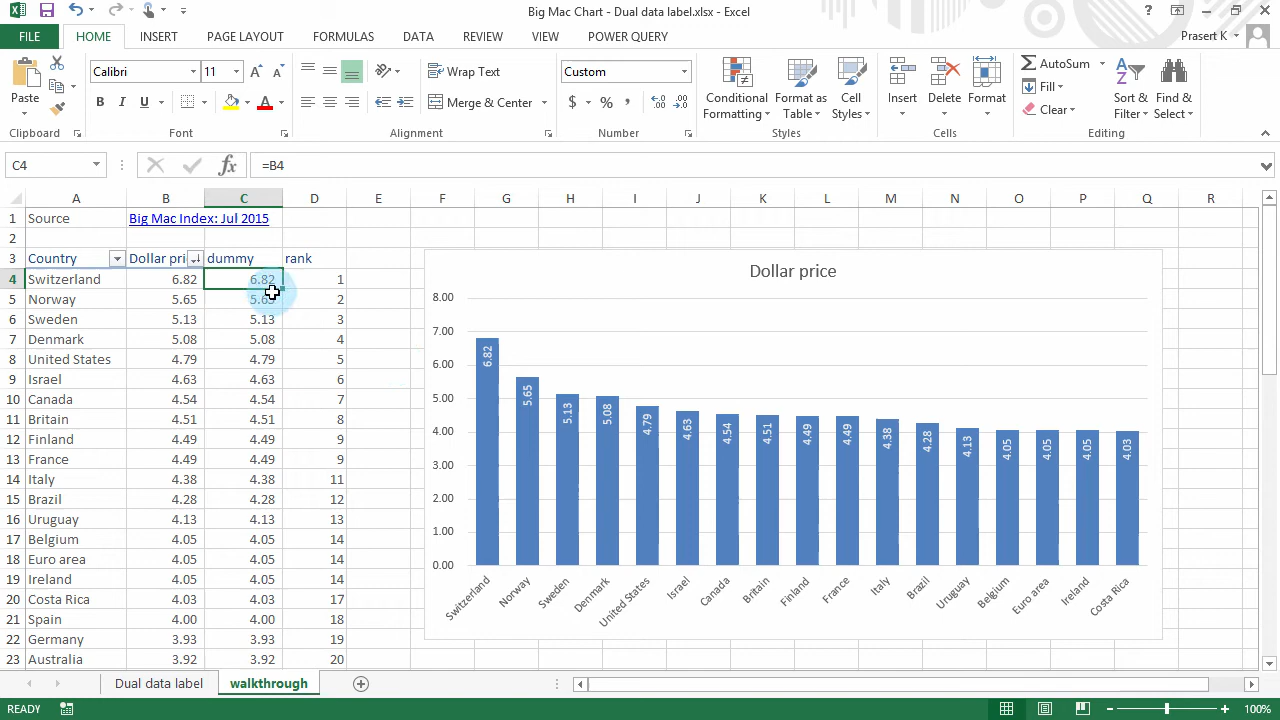 Big Mac Chart - Dual data label.xlsx - Excel
FILE HOME INSERT PAGE LAYOUT FORMULAS DATA REVIEW VIEW POWER QUERY Prasert K
Paste
Calibri 11
B I U A
Wrap Text
Merge & Center
Custom
$ % ,
Conditional Formatting
Format as Table
Cell Styles
Insert Delete Format
AutoSum
Fill
Clear
Sort & Filter
Find & Select
Clipboard Font Alignment Number Styles Cells Editing
C4 fx =B4
A B C D E F G H I J K L M N O P Q R
1 Source Big Mac Index: Jul 2015
2
3 Country Dollar pri dummy rank
4 Switzerland 6.82 6.82 1
5 Norway 5.65 5.65 2
6 Sweden 5.13 5.13 3
7 Denmark 5.08 5.08 4
8 United States 4.79 4.79 5
9 Israel 4.63 4.63 6
10 Canada 4.54 4.54 7
11 Britain 4.51 4.51 8
12 Finland 4.49 4.49 9
13 France 4.49 4.49 9
14 Italy 4.38 4.38 11
15 Brazil 4.28 4.28 12
16 Uruguay 4.13 4.13 13
17 Belgium 4.05 4.05 14
18 Euro area 4.05 4.05 14
19 Ireland 4.05 4.05 14
20 Costa Rica 4.03 4.03 17
21 Spain 4.00 4.00 18
22 Germany 3.93 3.93 19
23 Australia 3.92 3.92 20
Dollar price
8.00
7.00
6.00
5.00
4.00
3.00
2.00
1.00
0.00
6.82 5.65 5.13 5.08 4.79 4.63 4.54 4.51 4.49 4.49 4.38 4.28 4.13 4.05 4.05 4.05 4.03
Switzerland Norway Sweden Denmark United States Israel Canada Britain Finland France Italy Brazil Uruguay Belgium Euro area Ireland Costa Rica
Dual data label walkthrough
READY 100%